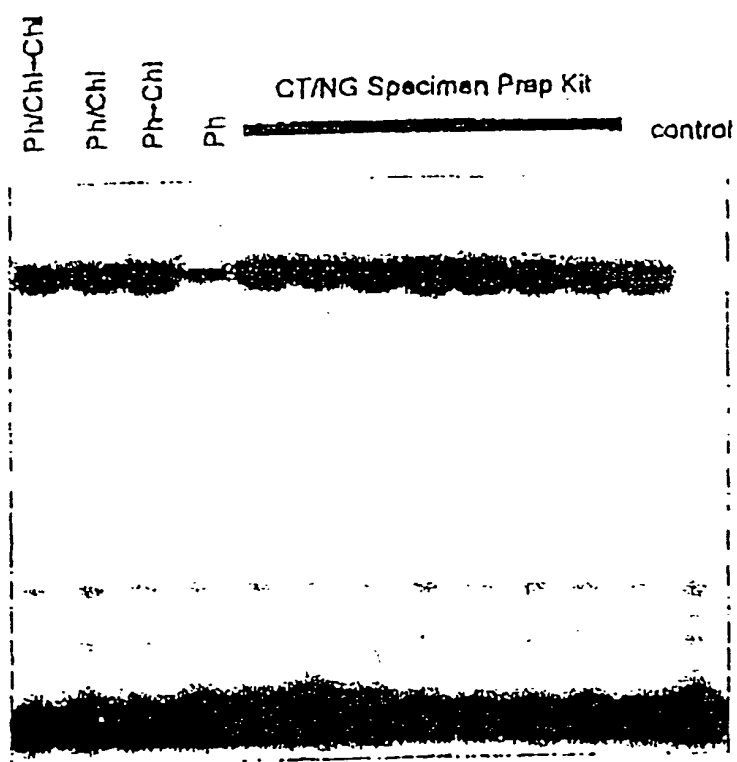 Ph/Chl-Chl
Ph/Chl
Ph-Chl
Ph
CT/NG Specimen Prep Kit
control